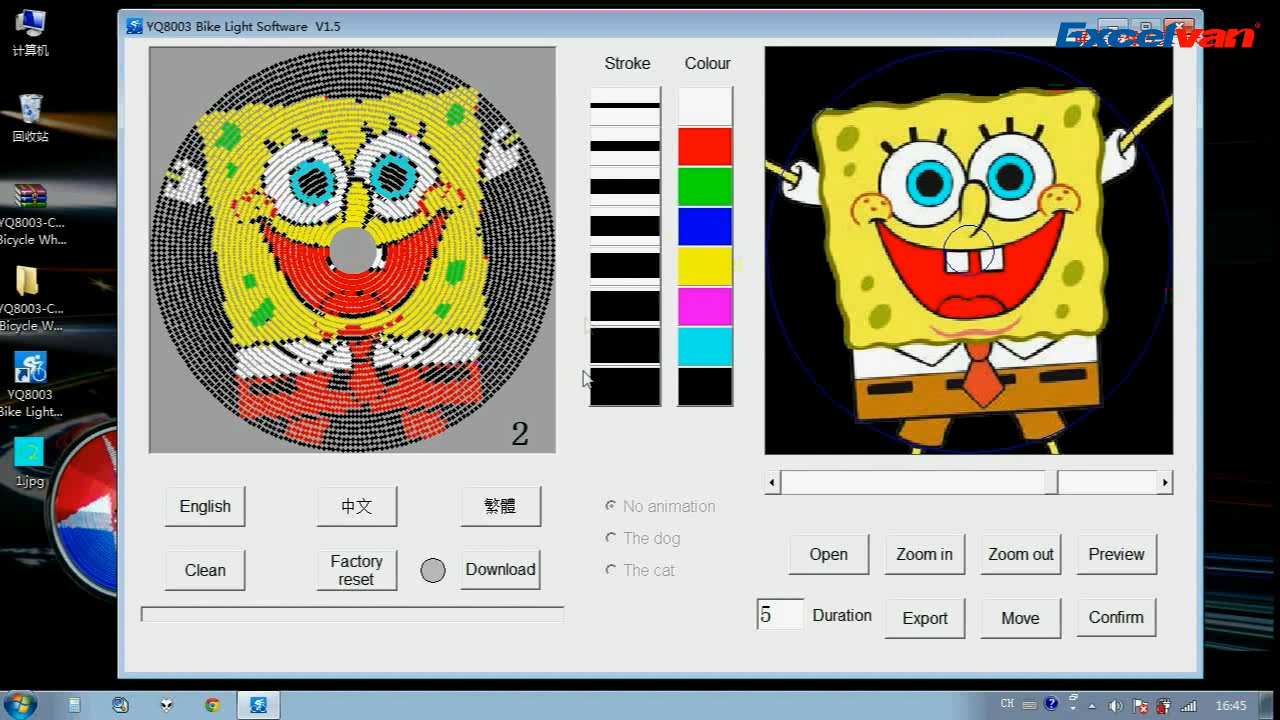 计算机
回收站
YQ8003-C...
Bicycle Wh...
YQ8003-C...
Bicycle W...
YQ8003
Bike Light...
1.jpg
YQ8003 Bike Light Software V1.5
Excelvan
Stroke
Colour
2
English
中文
繁體
Clean
Factory
reset
Download
No animation
The dog
The cat
Open
Zoom in
Zoom out
Preview
5
Duration
Export
Move
Confirm
CH
16:45